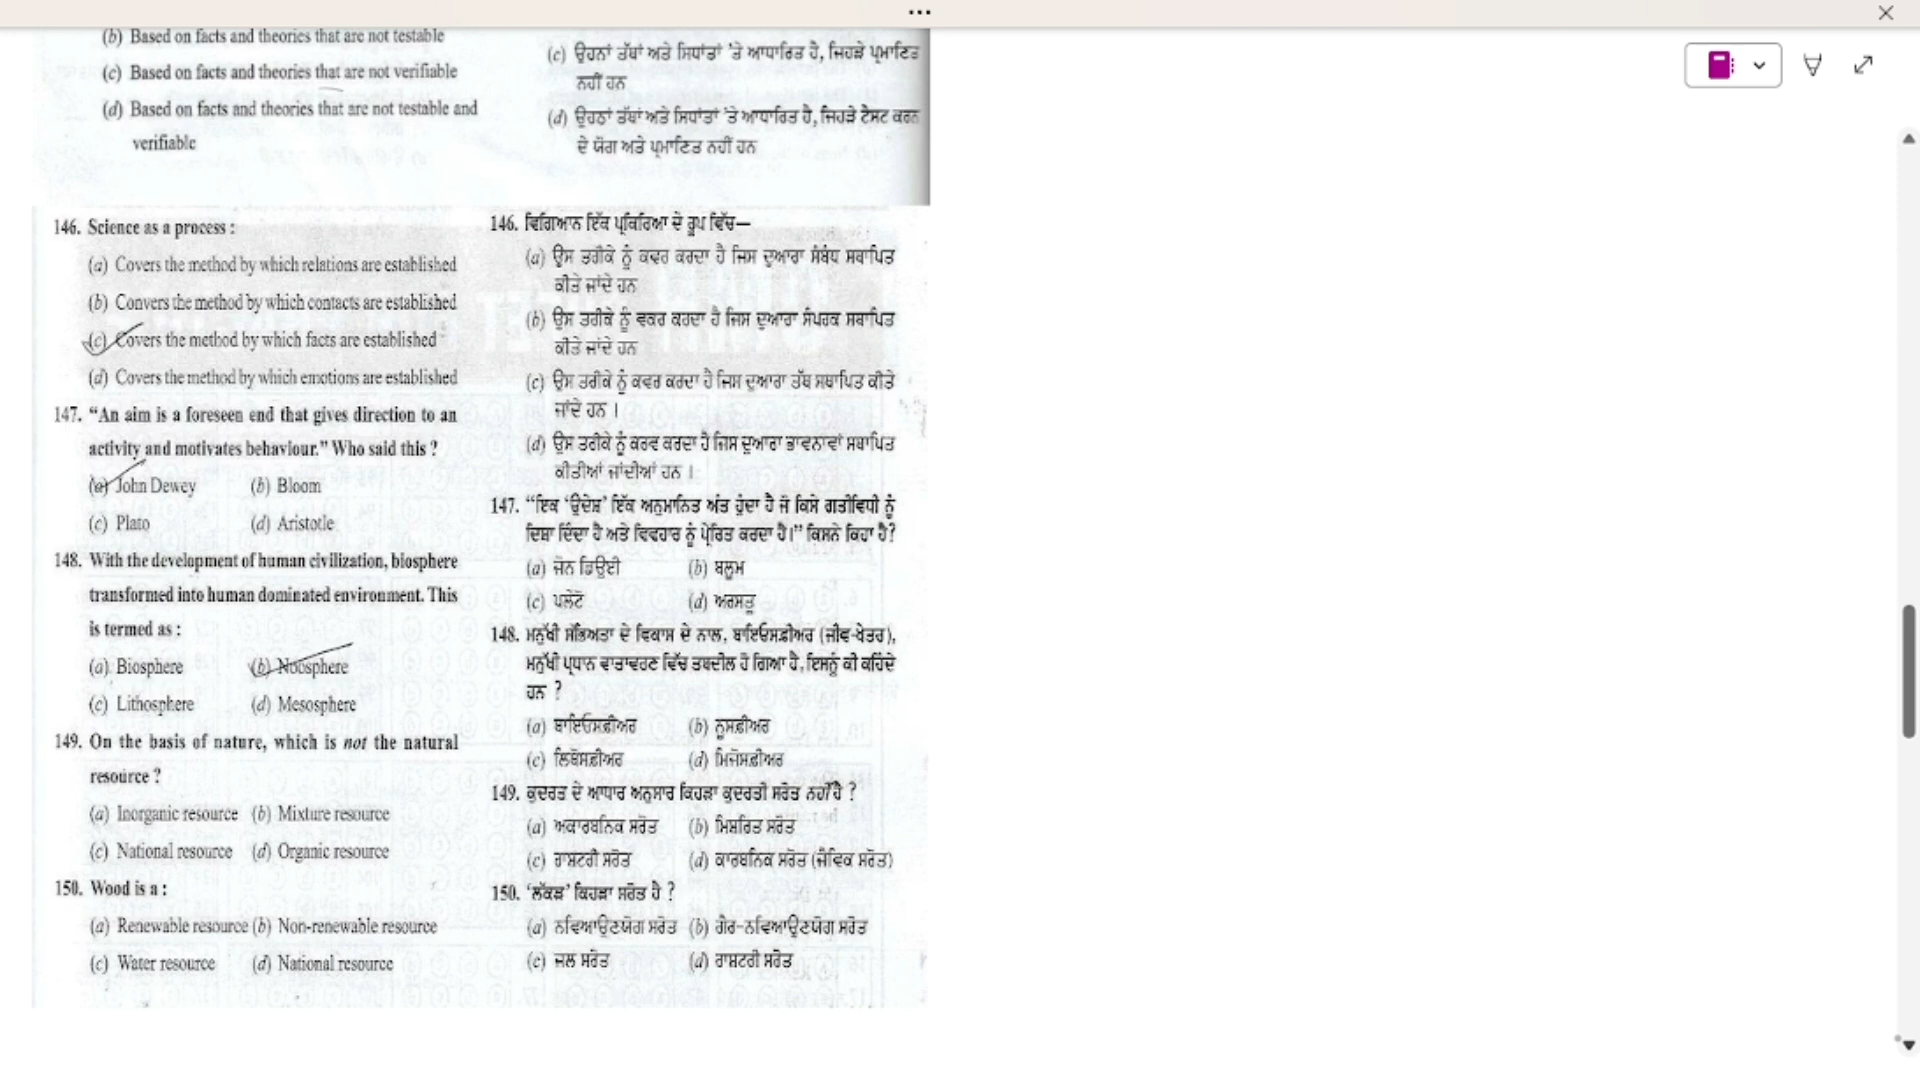 (b) Based on facts and theories that are not testable
(c) Based on facts and theories that are not verifiable
(d) Based on facts and theories that are not testable and
verifiable
(c) ਉਹਨਾਂ ਤੱਥਾਂ ਅਤੇ ਸਿਧਾਂਤਾਂ 'ਤੇ ਆਧਾਰਿਤ ਹੈ, ਜਿਹੜੇ ਪ੍ਰਮਾਣਿਤ
ਨਹੀਂ ਹਨ
(d) ਉਹਨਾਂ ਤੱਥਾਂ ਅਤੇ ਸਿਧਾਂਤਾਂ 'ਤੇ ਆਧਾਰਿਤ ਹੈ, ਜਿਹੜੇ ਟੈਸਟ ਕਰਨ
ਦੇ ਯੋਗ ਅਤੇ ਪ੍ਰਮਾਣਿਤ ਨਹੀਂ ਹਨ
146. Science as a process :
(a) Covers the method by which relations are established
(b) Convers the method by which contacts are established
(c) Covers the method by which facts are established
(d) Covers the method by which emotions are established
147. “An aim is a foreseen end that gives direction to an
activity and motivates behaviour.” Who said this ?
(a) John Dewey (b) Bloom
(c) Plato (d) Aristotle
148. With the development of human civilization, biosphere
transformed into human dominated environment. This
is termed as :
(a) Biosphere (b) Noosphere
(c) Lithosphere (d) Mesosphere
149. On the basis of nature, which is not the natural
resource ?
(a) Inorganic resource (b) Mixture resource
(c) National resource (d) Organic resource
150. Wood is a :
(a) Renewable resource (b) Non-renewable resource
(c) Water resource (d) National resource
146. ਵਿਗਿਆਨ ਇੱਕ ਪ੍ਰਕਿਰਿਆ ਦੇ ਰੂਪ ਵਿੱਚ—
(a) ਉਸ ਤਰੀਕੇ ਨੂੰ ਕਵਰ ਕਰਦਾ ਹੈ ਜਿਸ ਦੁਆਰਾ ਸੰਬੰਧ ਸਥਾਪਿਤ
ਕੀਤੇ ਜਾਂਦੇ ਹਨ
(b) ਉਸ ਤਰੀਕੇ ਨੂੰ ਵਕਰ ਕਰਦਾ ਹੈ ਜਿਸ ਦੁਆਰਾ ਸੰਪਰਕ ਸਥਾਪਿਤ
ਕੀਤੇ ਜਾਂਦੇ ਹਨ
(c) ਉਸ ਤਰੀਕੇ ਨੂੰ ਕਵਰ ਕਰਦਾ ਹੈ ਜਿਸ ਦੁਆਰਾ ਤੱਥ ਸਥਾਪਿਤ ਕੀਤੇ
ਜਾਂਦੇ ਹਨ ।
(d) ਉਸ ਤਰੀਕੇ ਨੂੰ ਕਰਵ ਕਰਦਾ ਹੈ ਜਿਸ ਦੁਆਰਾ ਭਾਵਨਾਵਾਂ ਸਥਾਪਿਤ
ਕੀਤੀਆਂ ਜਾਂਦੀਆਂ ਹਨ ।
147. “ਇਕ ‘ਉਦੇਸ਼’ ਇੱਕ ਅਨੁਮਾਨਿਤ ਅੰਤ ਹੁੰਦਾ ਹੈ ਜੋ ਕਿਸੇ ਗਤੀਵਿਧੀ ਨੂੰ
ਦਿਸ਼ਾ ਦਿੰਦਾ ਹੈ ਅਤੇ ਵਿਵਹਾਰ ਨੂੰ ਪ੍ਰੇਰਿਤ ਕਰਦਾ ਹੈ।” ਕਿਸਨੇ ਕਿਹਾ ਹੈ?
(a) ਜੋਨ ਡਿਉਈ (b) ਬਲੂਮ
(c) ਪਲੇਟੋ (d) ਅਰਸਤੂ
148. ਮਨੁੱਖੀ ਸੱਭਿਅਤਾ ਦੇ ਵਿਕਾਸ ਦੇ ਨਾਲ, ਬਾਇਓਸਫ਼ੀਅਰ (ਜੀਵ-ਖੇਤਰ),
ਮਨੁੱਖੀ ਪ੍ਰਧਾਨ ਵਾਤਾਵਰਣ ਵਿੱਚ ਤਬਦੀਲ ਹੋ ਗਿਆ ਹੈ, ਇਸਨੂੰ ਕੀ ਕਹਿੰਦੇ
ਹਨ ?
(a) ਬਾਇਓਸਫ਼ੀਅਰ (b) ਨੂਸਫ਼ੀਅਰ
(c) ਲਿਥੋਸਫ਼ੀਅਰ (d) ਮਿਜੋਸਫ਼ੀਅਰ
149. ਕੁਦਰਤ ਦੇ ਆਧਾਰ ਅਨੁਸਾਰ ਕਿਹੜਾ ਕੁਦਰਤੀ ਸਰੋਤ ਨਹੀਂ ਹੈ ?
(a) ਅਕਾਰਬਨਿਕ ਸਰੋਤ (b) ਮਿਸ਼ਰਿਤ ਸਰੋਤ
(c) ਰਾਸ਼ਟਰੀ ਸਰੋਤ (d) ਕਾਰਬਨਿਕ ਸਰੋਤ (ਜੈਵਿਕ ਸਰੋਤ)
150. ‘ਲੱਕੜ’ ਕਿਹੜਾ ਸਰੋਤ ਹੈ ?
(a) ਨਵਿਆਉਣਯੋਗ ਸਰੋਤ (b) ਗੈਰ-ਨਵਿਆਉਣਯੋਗ ਸਰੋਤ
(c) ਜਲ ਸਰੋਤ (d) ਰਾਸ਼ਟਰੀ ਸਰੋਤ